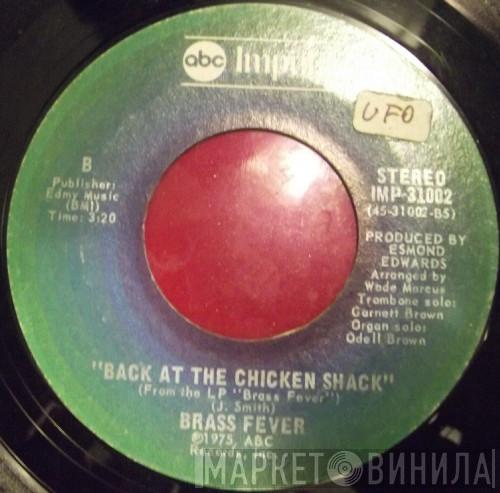 abc Impulse
UFO
B
Publisher:
Edmy Music
(BMI)
Time: 3:20
STEREO
IMP-31002
(45-31002-BS)
PRODUCED BY
ESMOND
EDWARDS
Arranged by
Wade Marcus
Trombone solo:
Garnett Brown
Organ solo:
Odell Brown
"BACK AT THE CHICKEN SHACK"
(From the LP "Brass Fever")
(J. Smith)
BRASS FEVER
©1975, ABC
Records, Inc.
МАРКЕТ ВИНИЛА